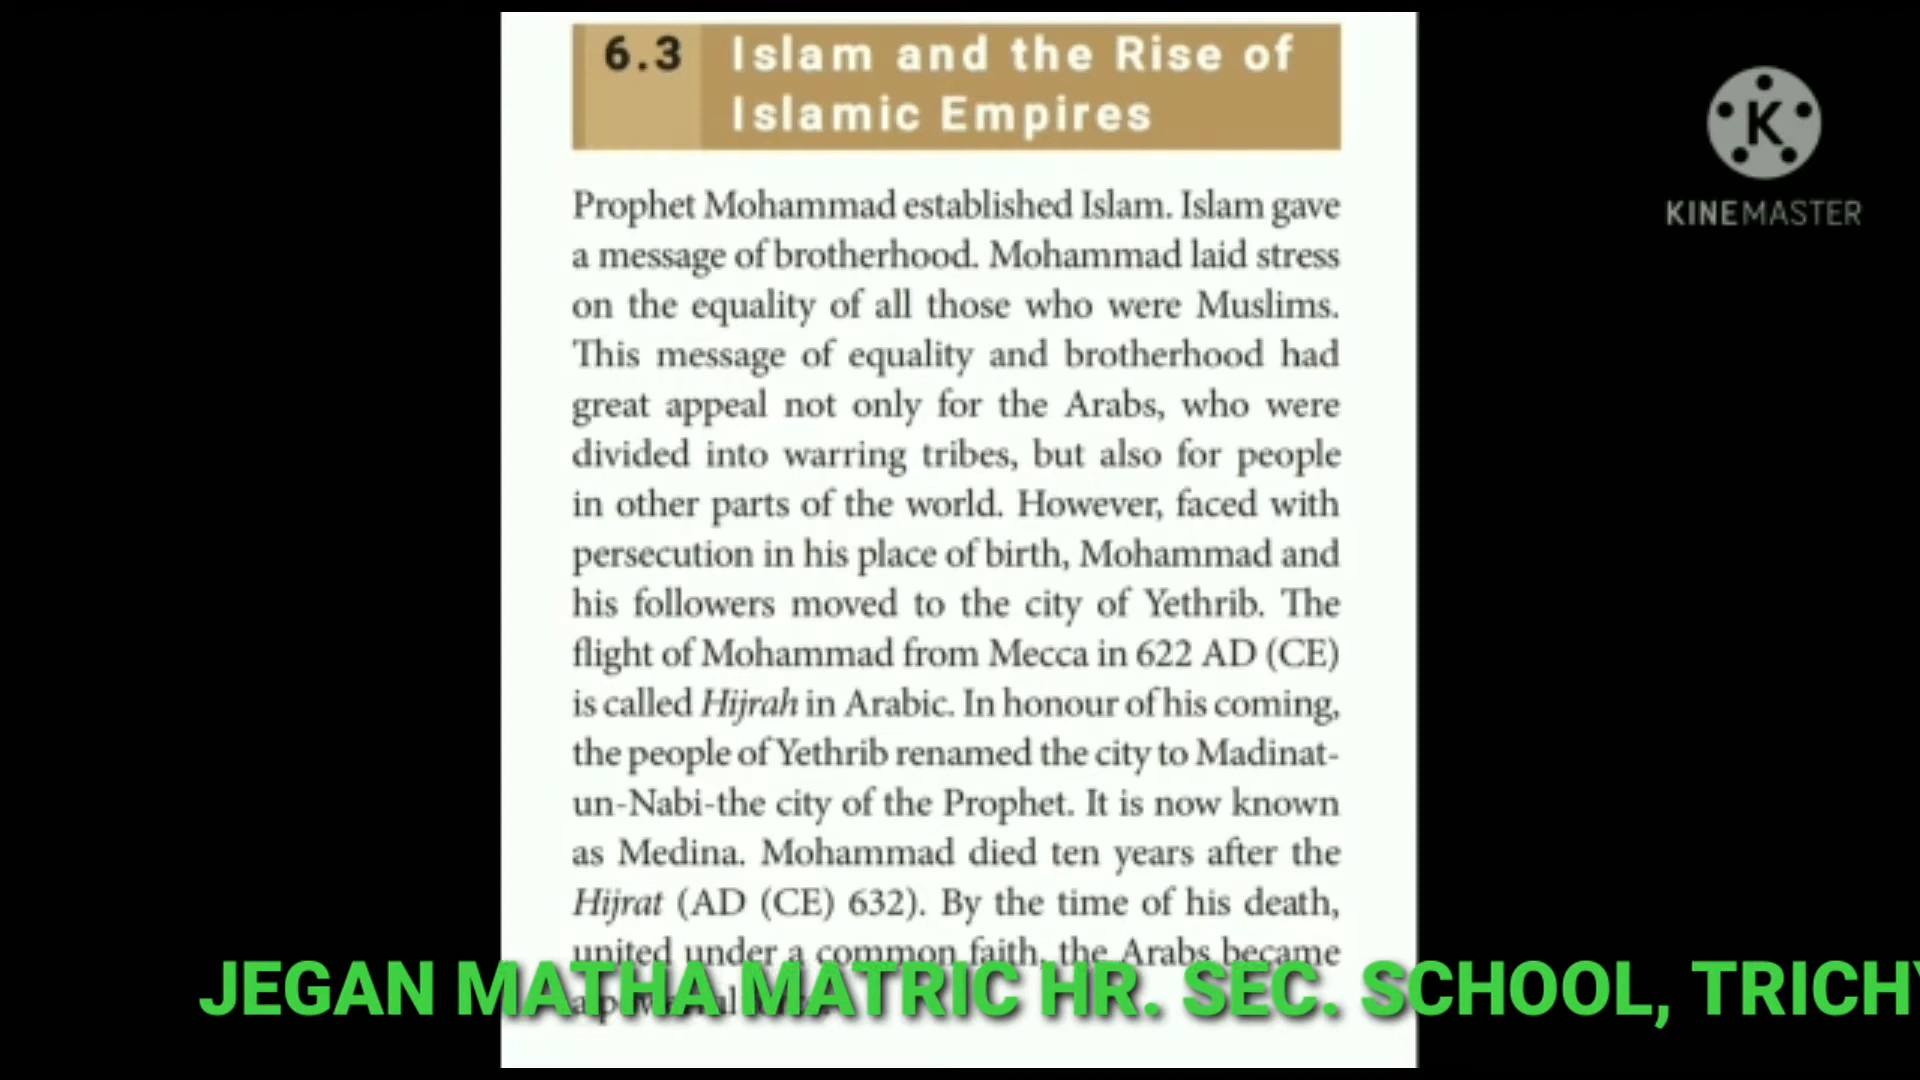 6.3 Islam and the Rise of
Islamic Empires
Prophet Mohammad established Islam. Islam gave
a message of brotherhood. Mohammad laid stress
on the equality of all those who were Muslims.
This message of equality and brotherhood had
great appeal not only for the Arabs, who were
divided into warring tribes, but also for people
in other parts of the world. However, faced with
persecution in his place of birth, Mohammad and
his followers moved to the city of Yethrib. The
flight of Mohammad from Mecca in 622 AD (CE)
is called Hijrah in Arabic. In honour of his coming,
the people of Yethrib renamed the city to Madinat-
un-Nabi-the city of the Prophet. It is now known
as Medina. Mohammad died ten years after the
Hijrat (AD (CE) 632). By the time of his death,
united under a common faith, the Arabs became
a
JEGAN MATHA MATRIC HR. SEC. SCHOOL, TRICHY
K
KINEMASTER